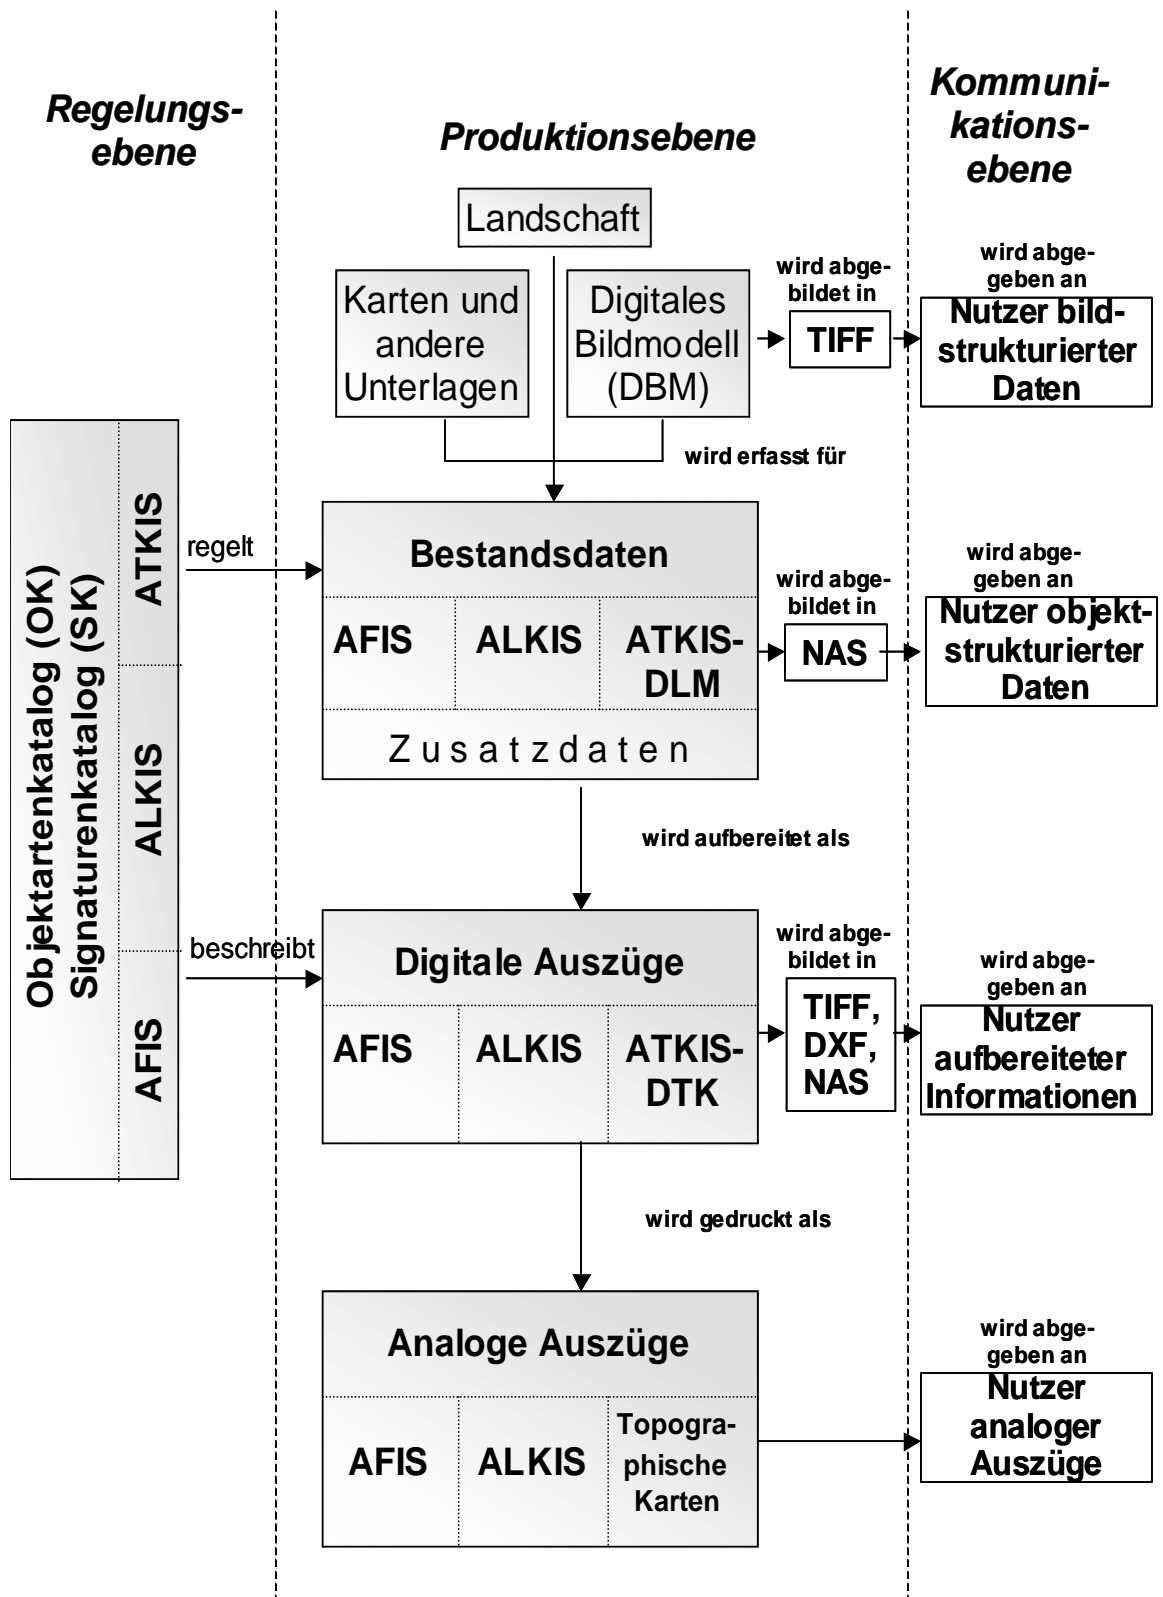 Regelungs-
ebene
Produktionsebene
Kommuni-
kations-
ebene
Landschaft
Karten und
andere
Unterlagen
Digitales
Bildmodell
(DBM)
wird abge-
bildet in
TIFF
wird abge-
geben an
Nutzer bild-
strukturierter
Daten
wird erfasst für
Objektartenkatalog (OK)
Signaturenkatalog (SK)
ATKIS
ALKIS
AFIS
regelt
Bestandsdaten
AFIS
ALKIS
ATKIS-
DLM
Zusatzdaten
wird abge-
bildet in
NAS
wird abge-
geben an
Nutzer objekt-
strukturierter
Daten
wird aufbereitet als
beschreibt
Digitale Auszüge
AFIS
ALKIS
ATKIS-
DTK
wird abge-
bildet in
TIFF,
DXF,
NAS
wird abge-
geben an
Nutzer
aufbereiteter
Informationen
wird gedruckt als
Analoge Auszüge
AFIS
ALKIS
Topogra-
phische
Karten
wird abge-
geben an
Nutzer
analoger
Auszüge